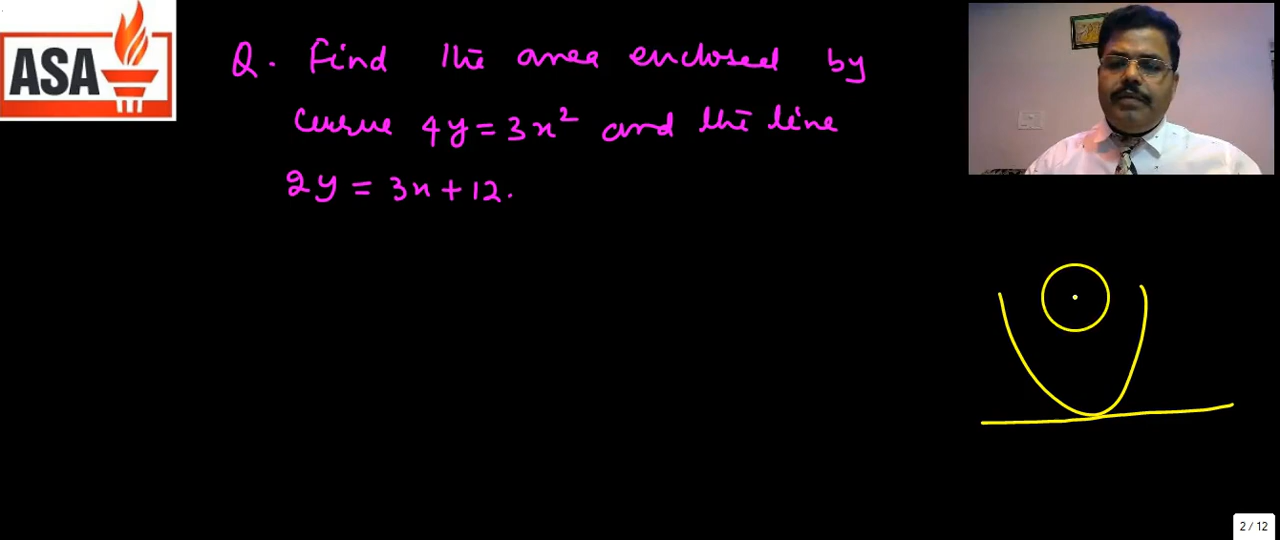 ASA
Q. Find the area enclosed by
curve 4y = 3x² and the line
2y = 3x + 12.
2 / 12